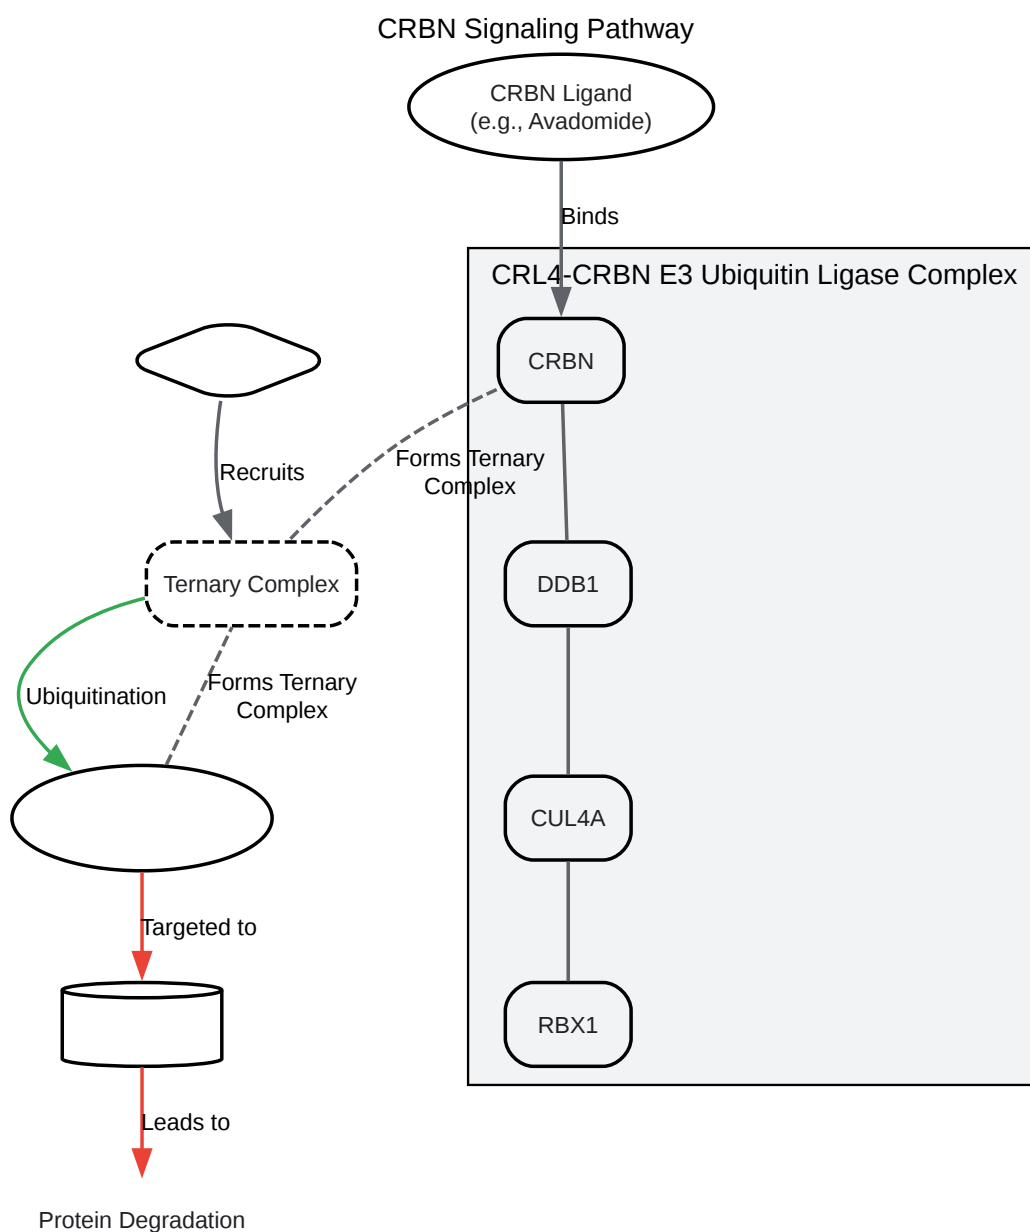 CRBN Signaling Pathway
CRBN Ligand
(e.g., Avadomide)
Binds
CRL4-CRBN E3 Ubiquitin Ligase Complex
CRBN
Recruits
Forms Ternary
Complex
Ternary Complex
DDB1
Ubiquitination
Forms Ternary
Complex
CUL4A
Targeted to
RBX1
Leads to
Protein Degradation